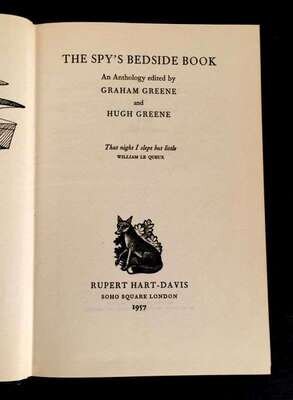 THE SPY'S BEDSIDE BOOK
An Anthology edited by
GRAHAM GREENE
and
HUGH GREENE
That night I slept but little
WILLIAM LE QUEUX
RUPERT HART-DAVIS
SOHO SQUARE LONDON
1957